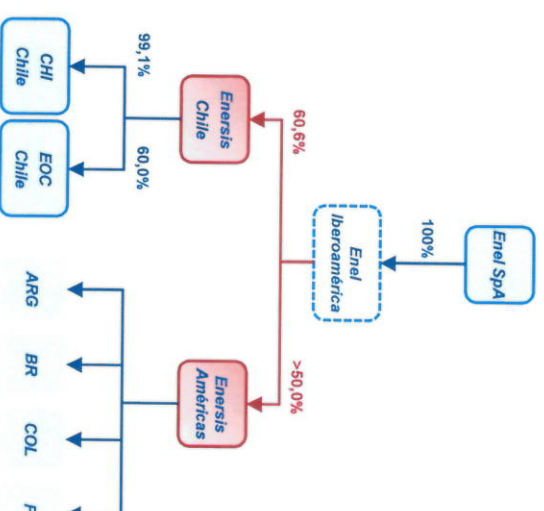 Enel SpA
100%
Enel
Iberoamérica
60,6%
>50,0%
Enersis
Chile
Enersis
Américas
99,1%
60,0%
CHI
Chile
EOC
Chile
ARG
BR
COL